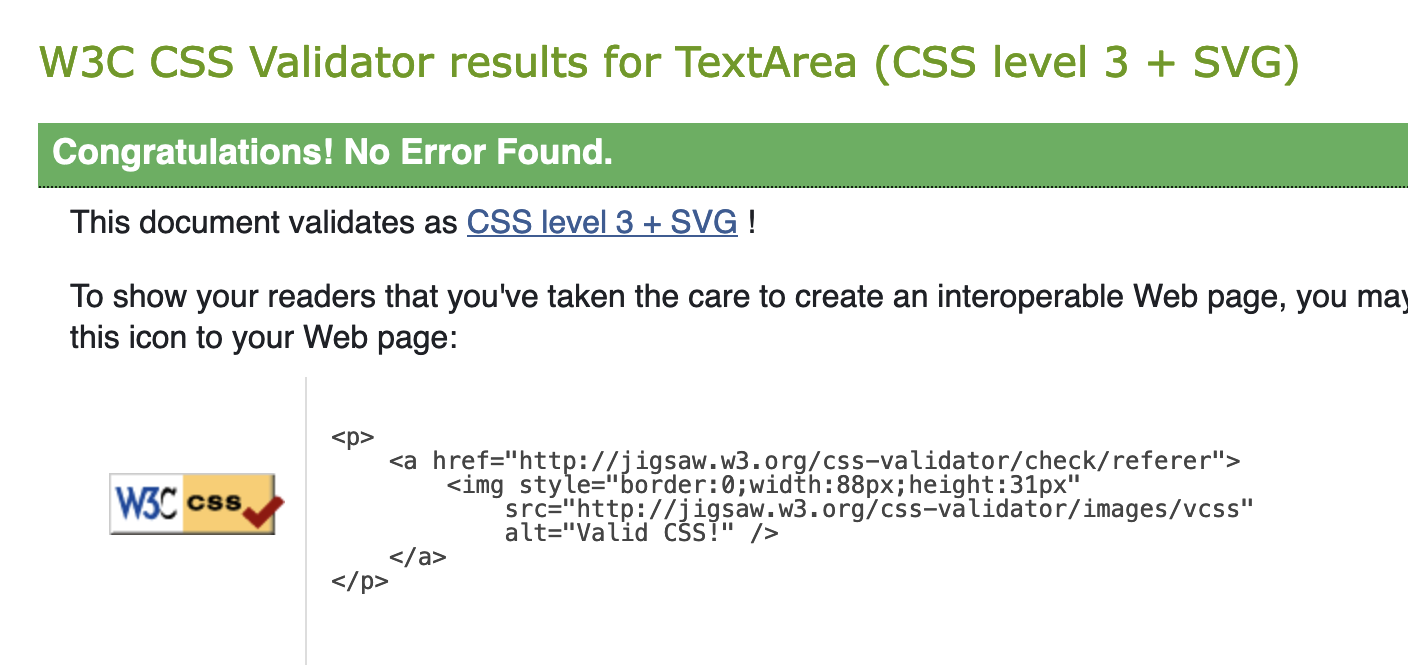 W3C CSS Validator results for TextArea (CSS level 3 + SVG)
Congratulations! No Error Found.
This document validates as CSS level 3 + SVG !
To show your readers that you've taken the care to create an interoperable Web page, you may
this icon to your Web page:
W3C css
<p>
    <a href="http://jigsaw.w3.org/css-validator/check/referer">
        <img style="border:0;width:88px;height:31px"
            src="http://jigsaw.w3.org/css-validator/images/vcss"
            alt="Valid CSS!" />
    </a>
</p>